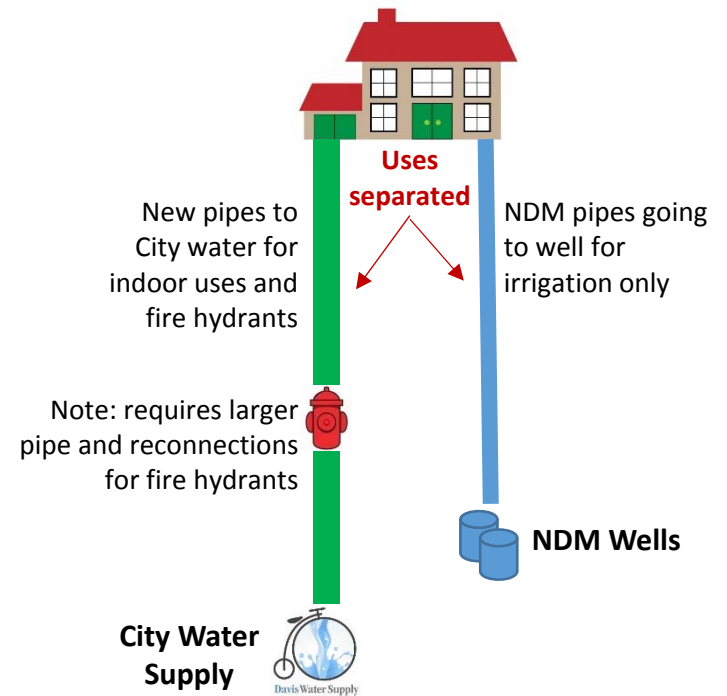 Uses
separated
New pipes to
City water for
indoor uses and
fire hydrants
NDM pipes going
to well for
irrigation only
Note: requires larger
pipe and reconnections
for fire hydrants
NDM Wells
City Water
Supply
Davis Water Supply